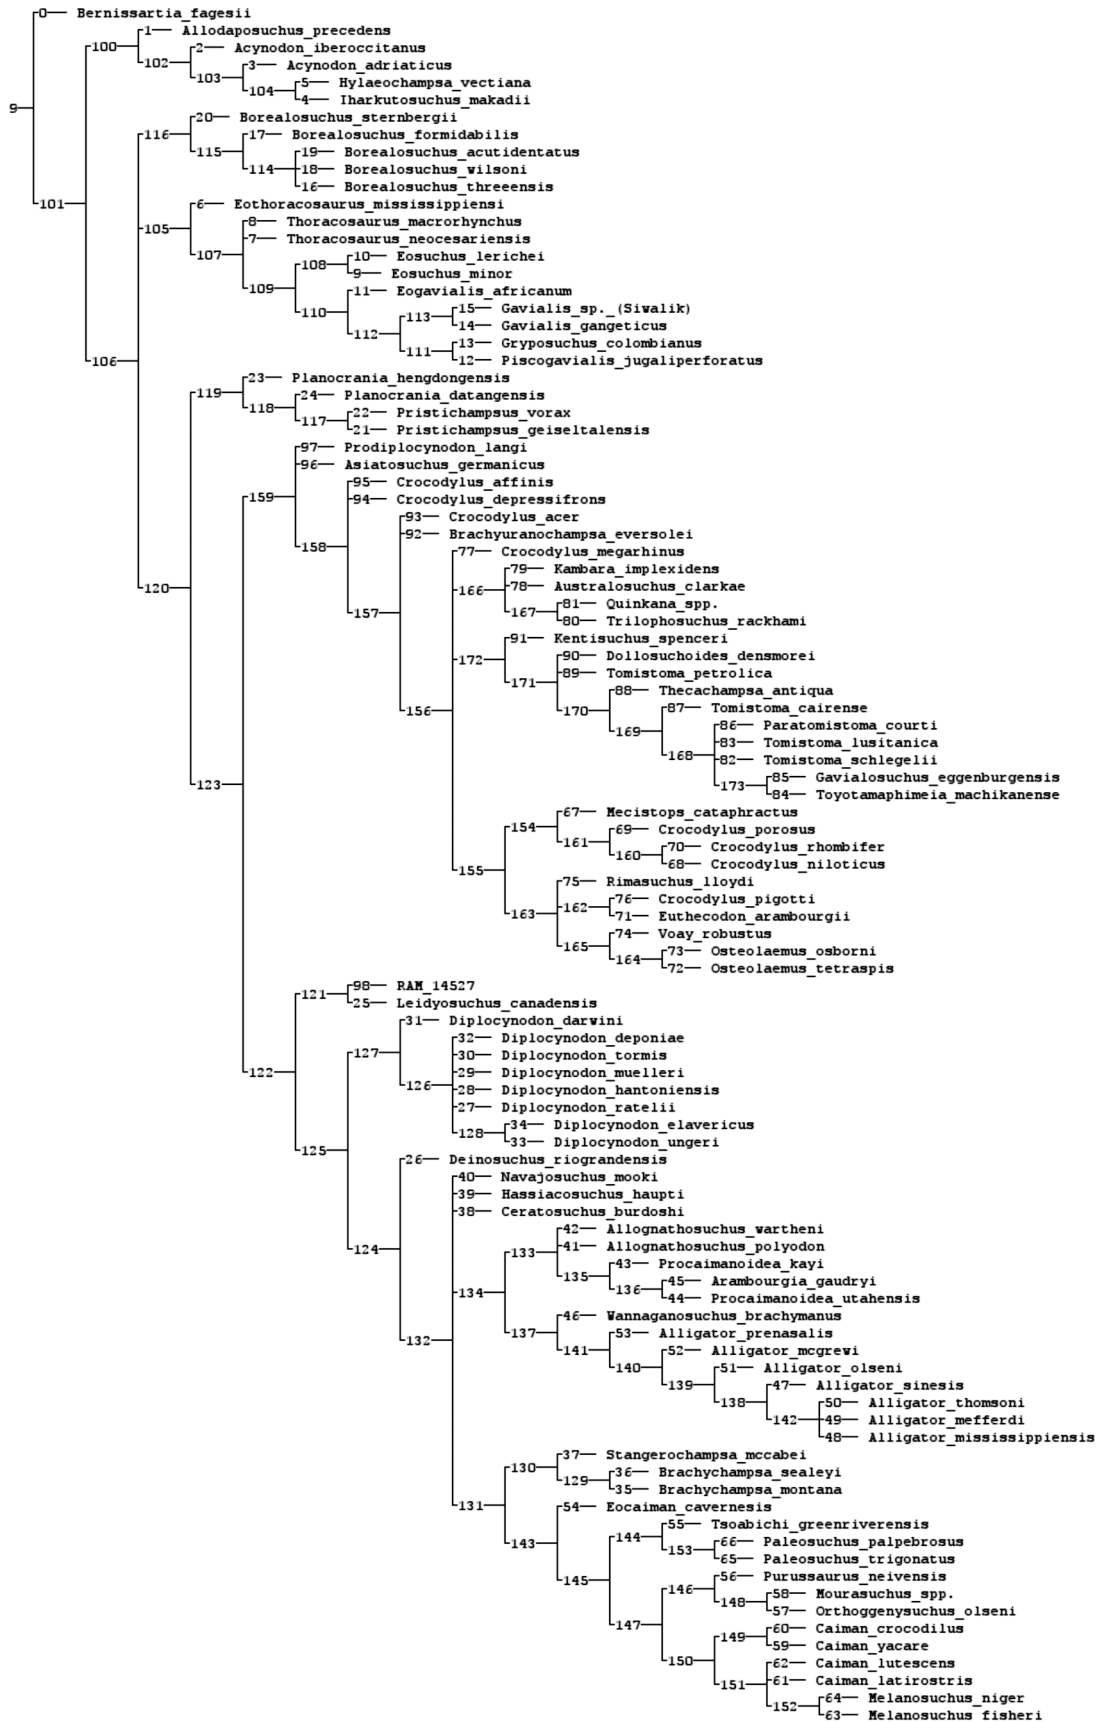 0 Bernissartia_fagesii
1 Allodaposuchus_precedens
100
2 Acynodon_iberoccitanus
102
3 Acynodon_adriaticus
103
5 Hylaeochampsa_vectiana
104
4 Iharkutosuchus_makadii
9
20 Borealosuchus_sternbergii
116
17 Borealosuchus_formidabilis
115
19 Borealosuchus_acutidentatus
114
18 Borealosuchus_wilsoni
16 Borealosuchus_threeensis
101
6 Eothoracosaurus_mississippiensi
105
8 Thoracosaurus_macrorhynchus
7 Thoracosaurus_neocesariensis
107
10 Eosuchus_lerichei
108
9 Eosuchus_minor
109
11 Eogavialis_africanum
110
15 Gavialis_sp._(Siwalik)
113
14 Gavialis_gangeticus
112
13 Gryposuchus_colombianus
111
12 Piscogavialis_jugaliperforatus
106
23 Planocrania_hengdongensis
119
24 Planocrania_datangensis
118
22 Pristichampsus_vorax
117
21 Pristichampsus_geiseltalensis
97 Prodiplocynodon_langi
96 Asiatosuchus_germanicus
159
95 Crocodylus_affinis
94 Crocodylus_depressifrons
93 Crocodylus_acer
92 Brachyuranochampsa_eversolei
158
77 Crocodylus_megarhinus
79 Kambara_implexidens
78 Australosuchus_clarkae
120
166
81 Quinkana_spp.
157
167
80 Trilophosuchus_rackhami
91 Kentisuchus_spenceri
172
90 Dollosuchoides_densmorei
89 Tomistoma_petrolica
171
88 Thecachampsa_antiqua
156
170
87 Tomistoma_cairense
169
86 Paratomistoma_courti
83 Tomistoma_lusitanica
168
82 Tomistoma_schlegelii
123
173
85 Gavialosuchus_eggenburgensis
84 Toyotamaphimeia_machikanense
67 Mecistops_cataphractus
154
69 Crocodylus_porosus
161
70 Crocodylus_rhombifer
160
68 Crocodylus_niloticus
155
75 Rimasuchus_lloydi
76 Crocodylus_pigotti
162
71 Euthecodon_arambourgii
163
74 Voay_robustus
165
73 Osteolaemus_osborni
164
72 Osteolaemus_tetraspis
98 RAM_14527
121
25 Leidyosuchus_canadensis
31 Diplocynodon_darwini
32 Diplocynodon_deponiae
127
30 Diplocynodon_tormis
122
29 Diplocynodon_muelleri
126
28 Diplocynodon_hantoniensis
27 Diplocynodon_ratelii
34 Diplocynodon_elavericus
128
33 Diplocynodon_ungeri
125
26 Deinosuchus_riograndensis
40 Navajosuchus_mooki
39 Hassiacosuchus_haupti
38 Ceratosuchus_burdoshi
42 Allognathosuchus_wartheni
124
133
41 Allognathosuchus_polyodon
43 Procaimanoidea_kayi
135
45 Arambourgia_gaudryi
134
136
44 Procaimanoidea_utahensis
46 Wannaganosuchus_brachymanus
132
137
53 Alligator_prenasalis
141
52 Alligator_mcgrewi
140
51 Alligator_olseni
139
47 Alligator_sinesis
138
50 Alligator_thomsoni
142
49 Alligator_mefferdi
48 Alligator_mississippiensis
37 Stangerochampsa_mccabei
130
36 Brachychampsa_sealeyi
129
35 Brachychampsa_montana
131
54 Eocaiman_cavernesis
55 Tsoabichi_greenriverensis
144
66 Paleosuchus_palpebrosus
143
153
65 Paleosuchus_trigonatus
145
56 Purussaurus_neivensis
146
58 Mourasuchus_spp.
148
57 Orthoggenysuchus_olseni
147
60 Caiman_crocodilus
149
59 Caiman_yacare
150
62 Caiman_lutescens
151
61 Caiman_latirostris
64 Melanosuchus_niger
152
63 Melanosuchus_fisheri